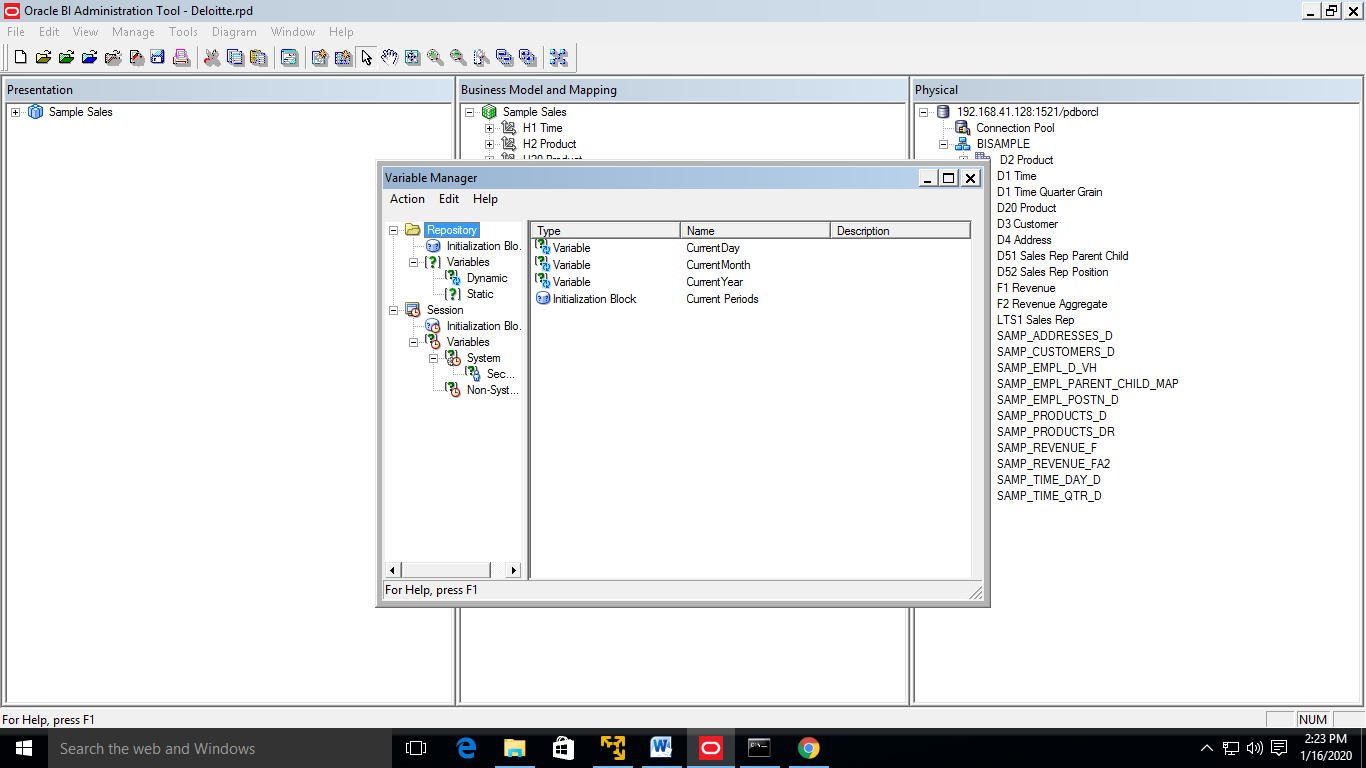 Oracle BI Administration Tool - Deloitte.rpd
File Edit View Manage Tools Diagram Window Help
Presentation
Sample Sales
Business Model and Mapping
Sample Sales
H1 Time
H2 Product
H20 Product
Physical
192.168.41.128:1521/pdborcl
Connection Pool
BISAMPLE
D2 Product
D1 Time
D1 Time Quarter Grain
D20 Product
D3 Customer
D4 Address
D51 Sales Rep Parent Child
D52 Sales Rep Position
F1 Revenue
F2 Revenue Aggregate
LTS1 Sales Rep
SAMP_ADDRESSES_D
SAMP_CUSTOMERS_D
SAMP_EMPL_D_VH
SAMP_EMPL_PARENT_CHILD_MAP
SAMP_EMPL_POSTN_D
SAMP_PRODUCTS_D
SAMP_PRODUCTS_DR
SAMP_REVENUE_F
SAMP_REVENUE_FA2
SAMP_TIME_DAY_D
SAMP_TIME_QTR_D
Variable Manager
Action Edit Help
Repository
Initialization Blo.
Variables
Dynamic
Static
Session
Initialization Blo.
Variables
System
Sec...
Non-Syst...
Type Name Description
Variable CurrentDay
Variable CurrentMonth
Variable CurrentYear
Initialization Block Current Periods
For Help, press F1
For Help, press F1
NUM
Search the web and Windows
2:23 PM
1/16/2020